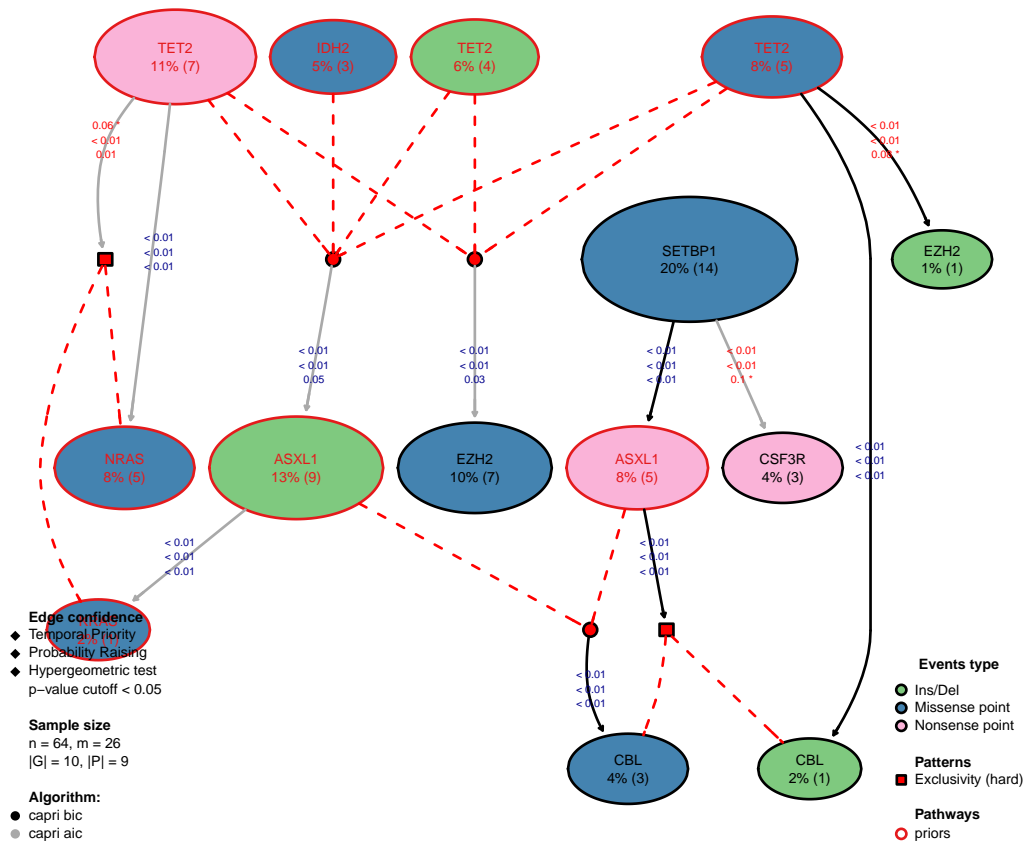 TET2
11% (7)
IDH2
5% (3)
TET2
6% (4)
TET2
8% (5)
0.06 *
< 0.01
0.01
< 0.01
< 0.01
0.08 *
< 0.01
< 0.01
< 0.01
SETBP1
20% (14)
EZH2
1% (1)
< 0.01
< 0.01
0.05
< 0.01
< 0.01
0.03
< 0.01
< 0.01
< 0.01
< 0.01
< 0.01
0.1 *
NRAS
8% (5)
ASXL1
13% (9)
EZH2
10% (7)
ASXL1
8% (5)
CSF3R
4% (3)
< 0.01
< 0.01
< 0.01
< 0.01
< 0.01
< 0.01
< 0.01
< 0.01
< 0.01
Edge confidence
Temporal Priority
Probability Raising
Hypergeometric test
p−value cutoff < 0.05
Sample size
n = 64, m = 26
|G| = 10, |P| = 9
Algorithm:
capri bic
capri aic
< 0.01
< 0.01
< 0.01
CBL
4% (3)
CBL
2% (1)
Events type
Ins/Del
Missense point
Nonsense point
Patterns
Exclusivity (hard)
Pathways
priors